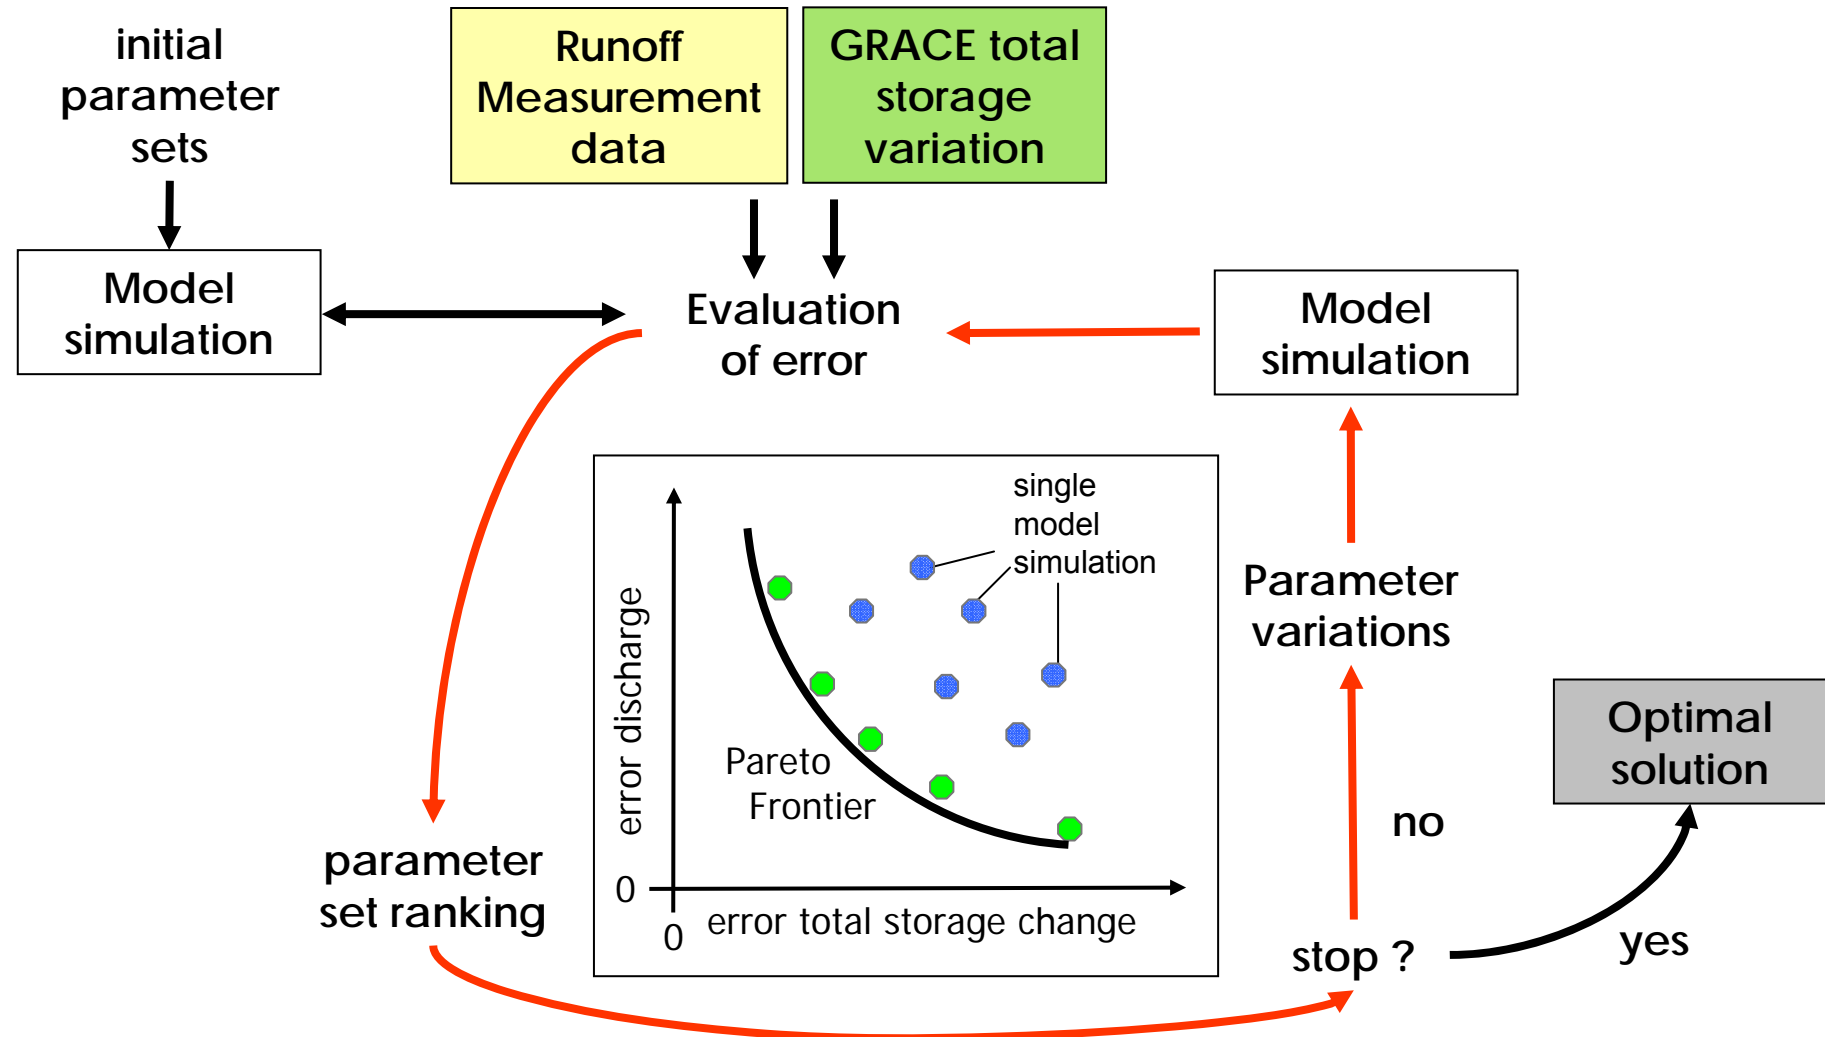 initial
parameter
sets
Runoff
Measurement
data
GRACE total
storage
variation
Model
simulation
Evaluation
of error
Model
simulation
single
model
simulation
error discharge
Pareto
Frontier
0
0
error total storage change
Parameter
variations
Optimal
solution
no
parameter
set ranking
stop ?
yes